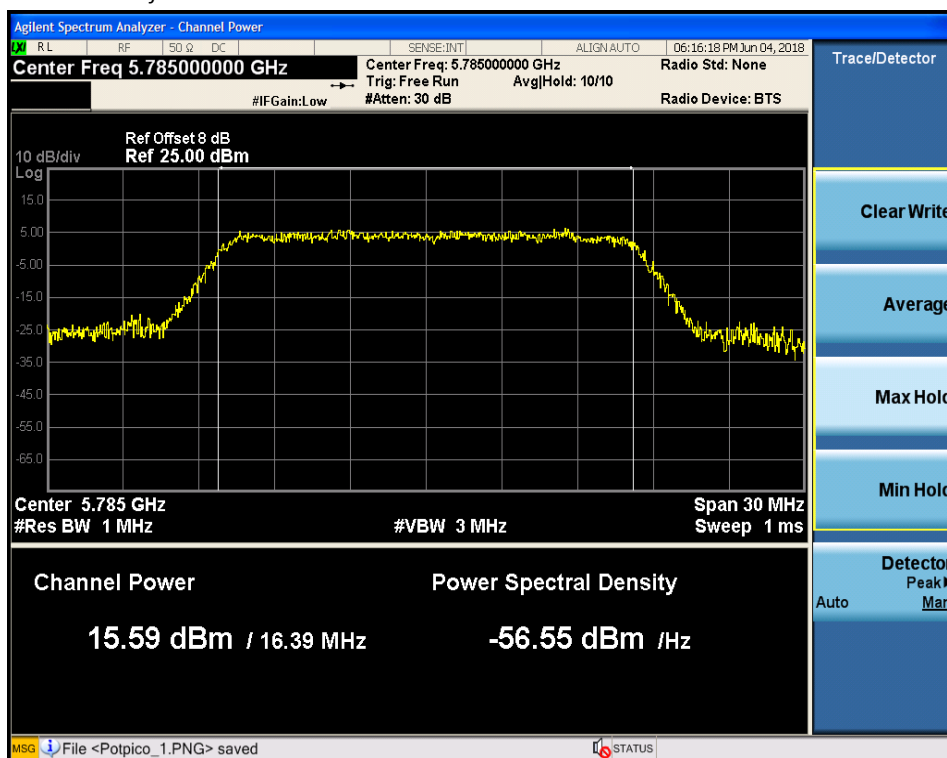 Agilent Spectrum Analyzer - Channel Power
LXI RL RF 50 Ω DC SENSE:INT ALIGN AUTO 06:16:18 PM Jun 04, 2018
Center Freq 5.785000000 GHz
Center Freq: 5.785000000 GHz
Radio Std: None
Trig: Free Run Avg|Hold: 10/10
#IFGain:Low #Atten: 30 dB Radio Device: BTS
Trace/Detector
Ref Offset 8 dB
10 dB/div Ref 25.00 dBm
Log
15.0
5.00
-5.00
-15.0
-25.0
-35.0
-45.0
-55.0
-65.0
Center 5.785 GHz Span 30 MHz
#Res BW 1 MHz #VBW 3 MHz Sweep 1 ms
Channel Power Power Spectral Density
15.59 dBm / 16.39 MHz -56.55 dBm /Hz
Clear Write
Average
Max Hold
Min Hold
Detector
Peak
Auto Man
MSG File <Potpico_1.PNG> saved STATUS